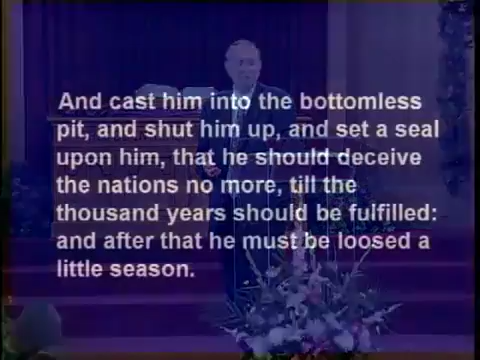 And cast him into the bottomless
pit, and shut him up, and set a seal
upon him, that he should deceive
the nations no more, till the
thousand years should be fulfilled:
and after that he must be loosed a
little season.